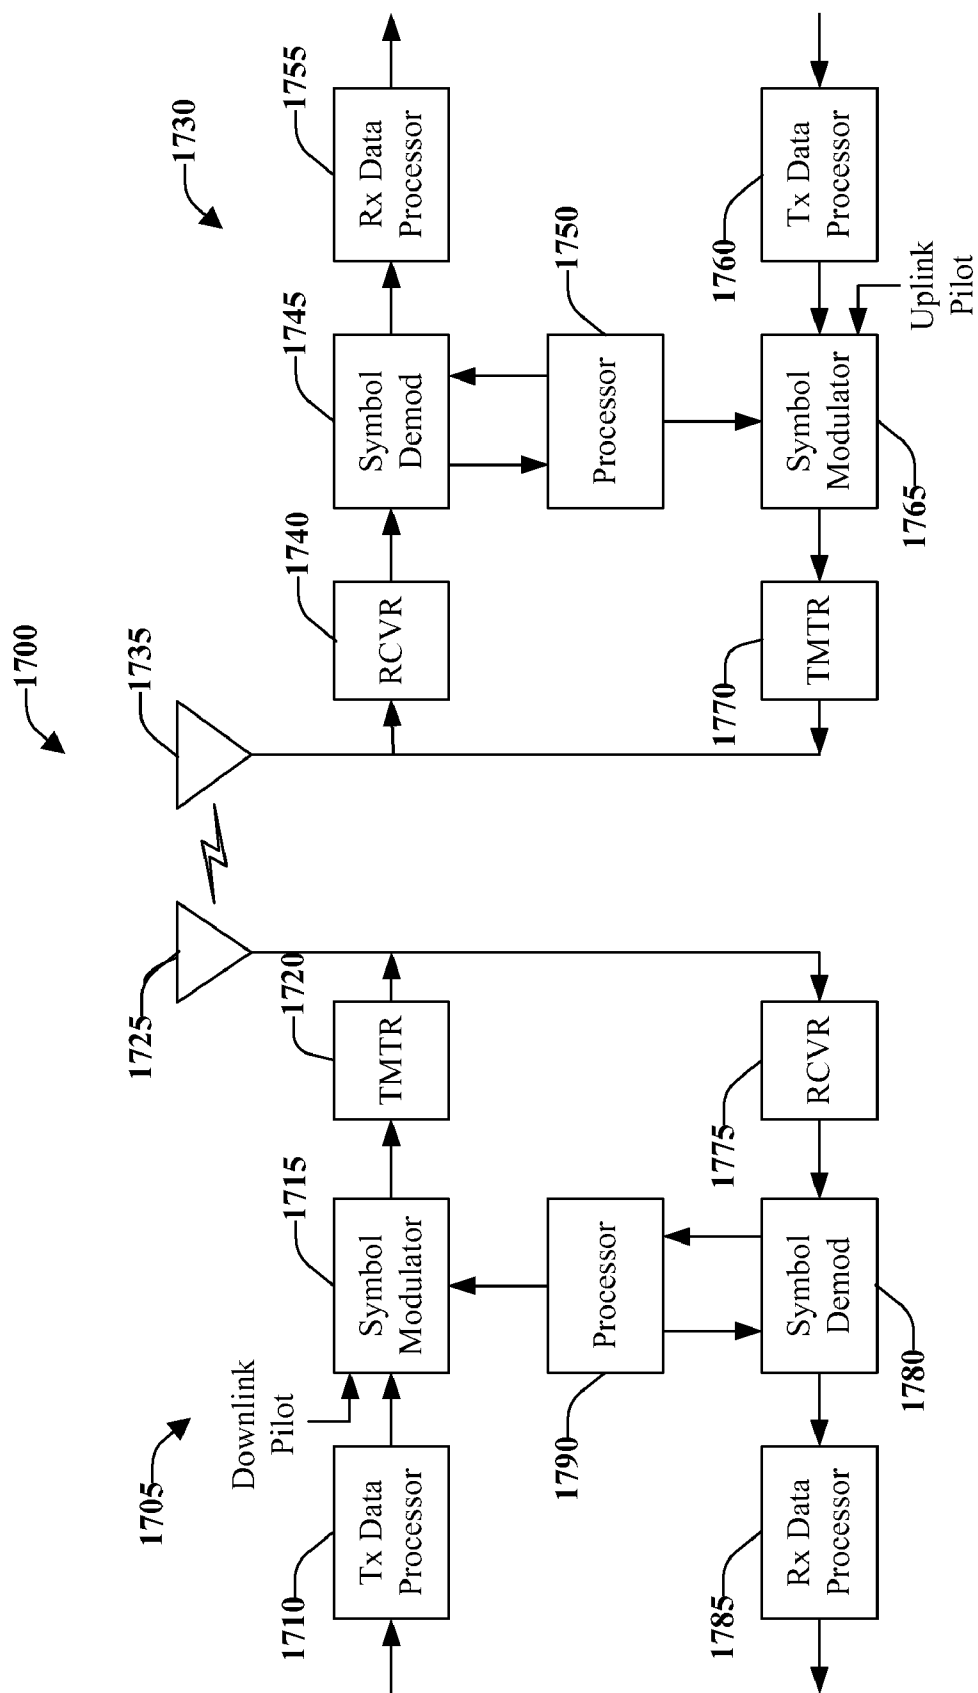 1700
1705
1730
1725
1735
1710
Tx Data
Processor
Downlink
Pilot
1715
Symbol
Modulator
1720
TMTR
1740
RCVR
1745
Symbol
Demod
1755
Rx Data
Processor
1790
Processor
1750
Processor
1785
Rx Data
Processor
1780
Symbol
Demod
1775
RCVR
1770
TMTR
1765
Symbol
Modulator
1760
Tx Data
Processor
Uplink
Pilot